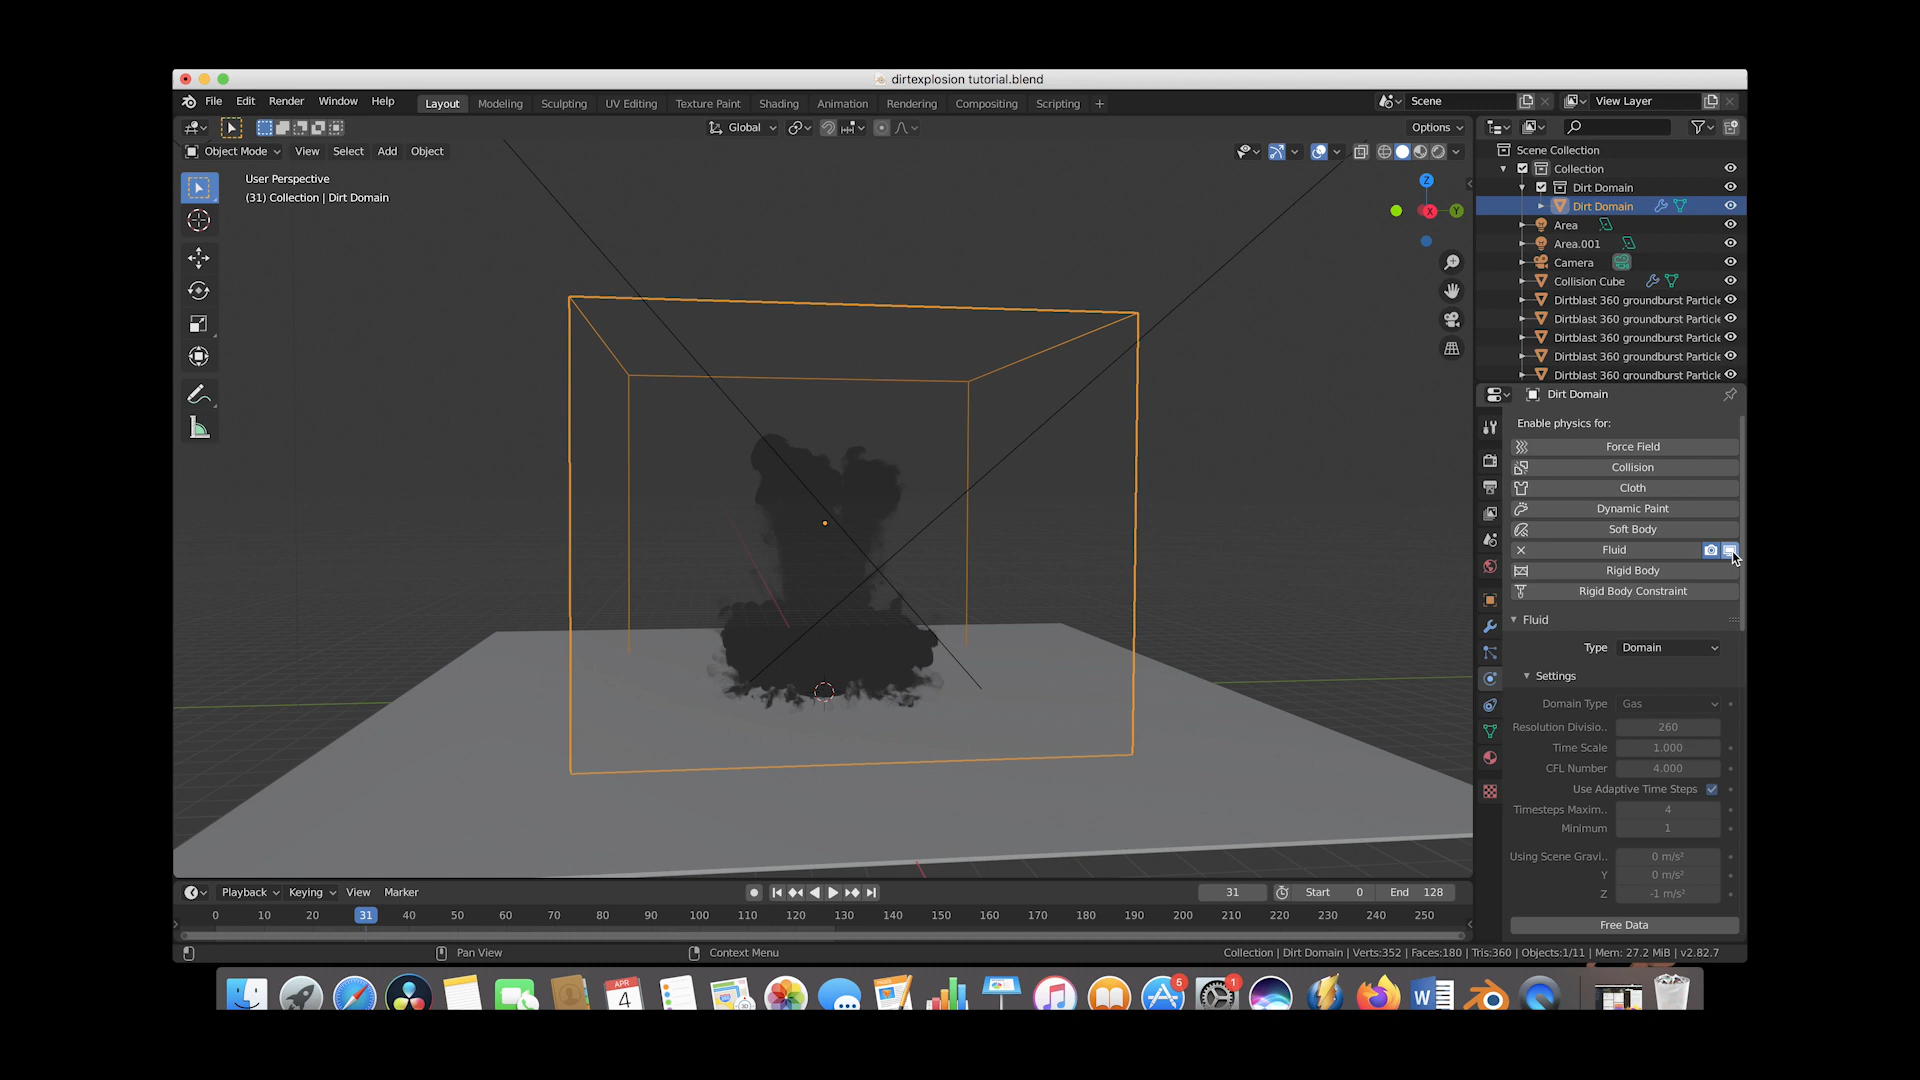 dirtexplosion tutorial.blend
File Edit Render Window Help
Layout Modeling Sculpting UV Editing Texture Paint Shading Animation Rendering Compositing Scripting +
Scene
View Layer
Global
Options
Object Mode View Select Add Object
User Perspective
(31) Collection | Dirt Domain
Z
X
Y
Scene Collection
Collection
Dirt Domain
Dirt Domain
Area
Area.001
Camera
Collision Cube
Dirtblast 360 groundburst Particle
Dirtblast 360 groundburst Particle
Dirtblast 360 groundburst Particle
Dirtblast 360 groundburst Particle
Dirtblast 360 groundburst Particle
Dirt Domain
Enable physics for:
Force Field
Collision
Cloth
Dynamic Paint
Soft Body
Fluid
Rigid Body
Rigid Body Constraint
Fluid
Type Domain
Settings
Domain Type Gas
Resolution Divisio.. 260
Time Scale 1.000
CFL Number 4.000
Use Adaptive Time Steps
Timesteps Maxim.. 4
Minimum 1
Using Scene Gravi.. 0 m/s²
Y 0 m/s²
Z -1 m/s²
Free Data
Playback Keying View Marker
31 Start 0 End 128
0 10 20 31 40 50 60 70 80 90 100 110 120 130 140 150 160 170 180 190 200 210 220 230 240 250
Pan View
Context Menu
Collection | Dirt Domain | Verts:352 | Faces:180 | Tris:360 | Objects:1/11 | Mem: 27.2 MiB | v2.82.7
APR
4
5
1
W